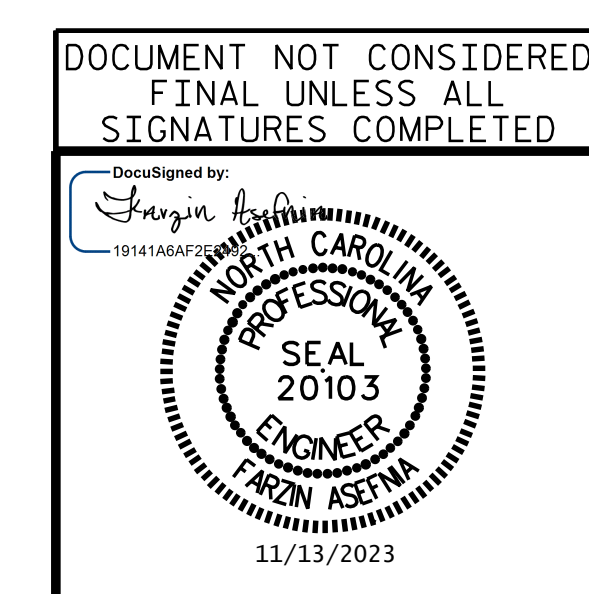 DOCUMENT NOT CONSIDERED
FINAL UNLESS ALL
SIGNATURES COMPLETED
DocuSigned by:
Farzin Asefnia
19141A6AF2E2492...
NORTH CAROLINA
PROFESSIONAL
SEAL
20103
ENGINEER
FARZIN ASEFNIA
11/13/2023